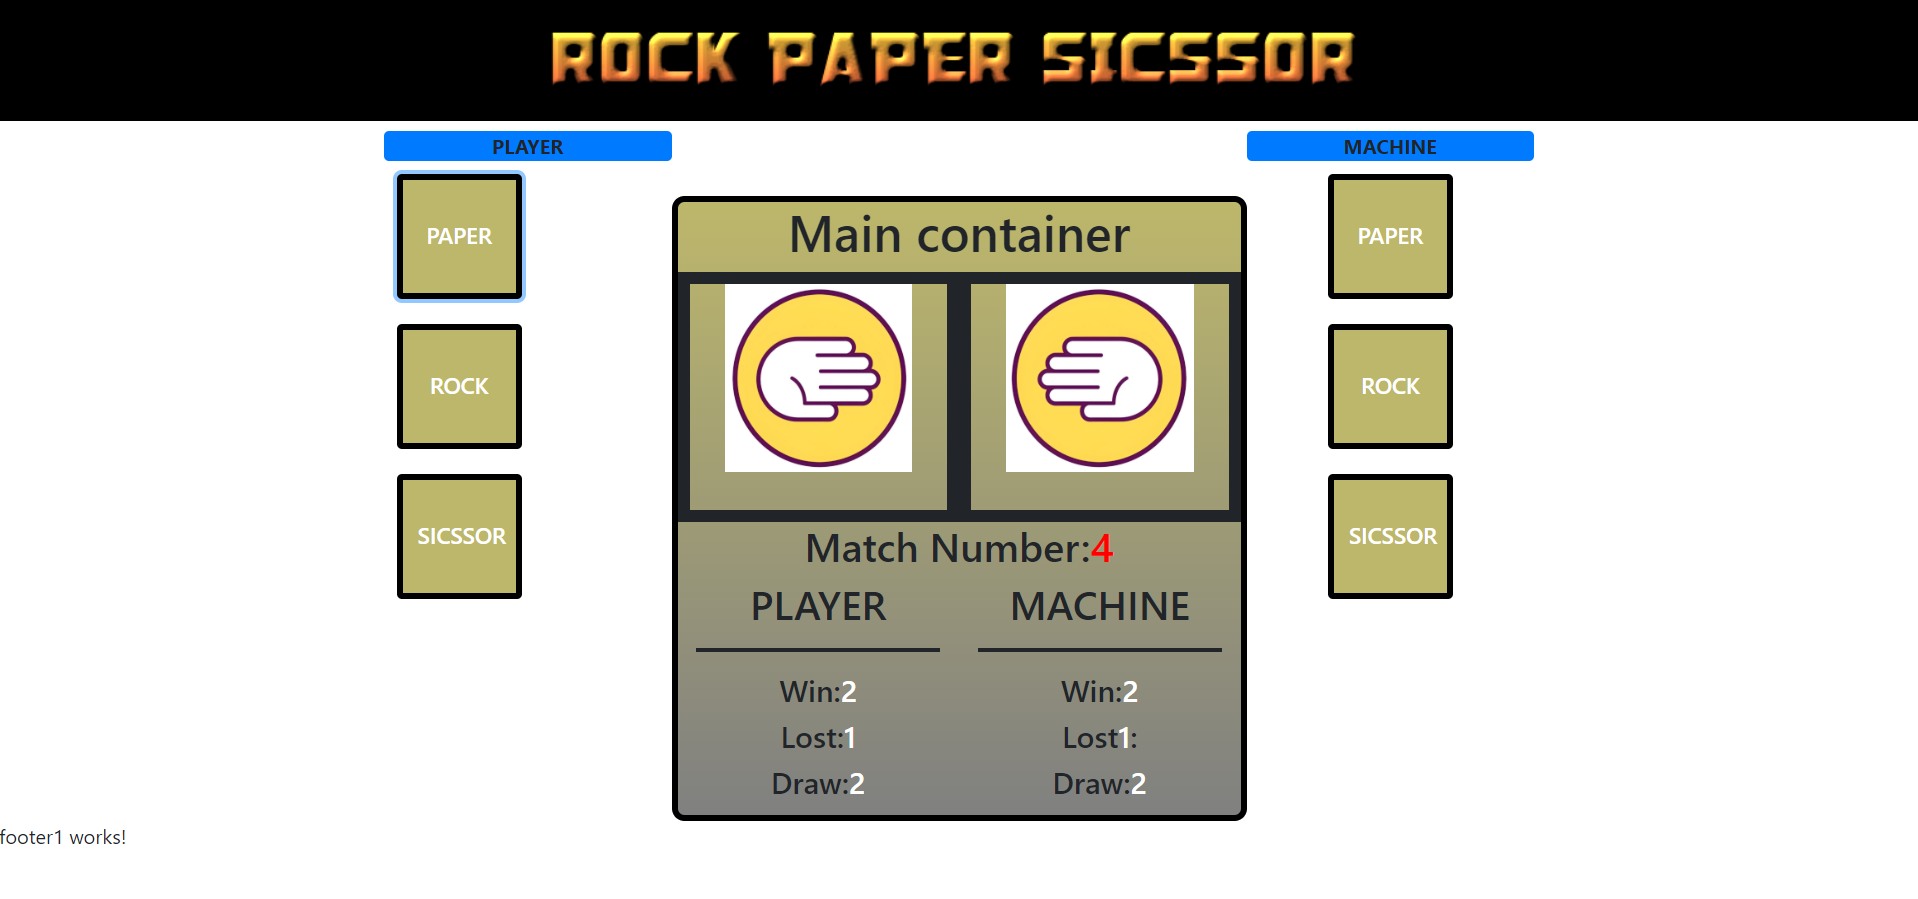 ROCK PAPER SICSSOR
PLAYER
MACHINE
PAPER
ROCK
SICSSOR
Main container
Match Number:4
PLAYER
MACHINE
Win:2
Win:2
Lost:1
Lost1:
Draw:2
Draw:2
PAPER
ROCK
SICSSOR
footer1 works!